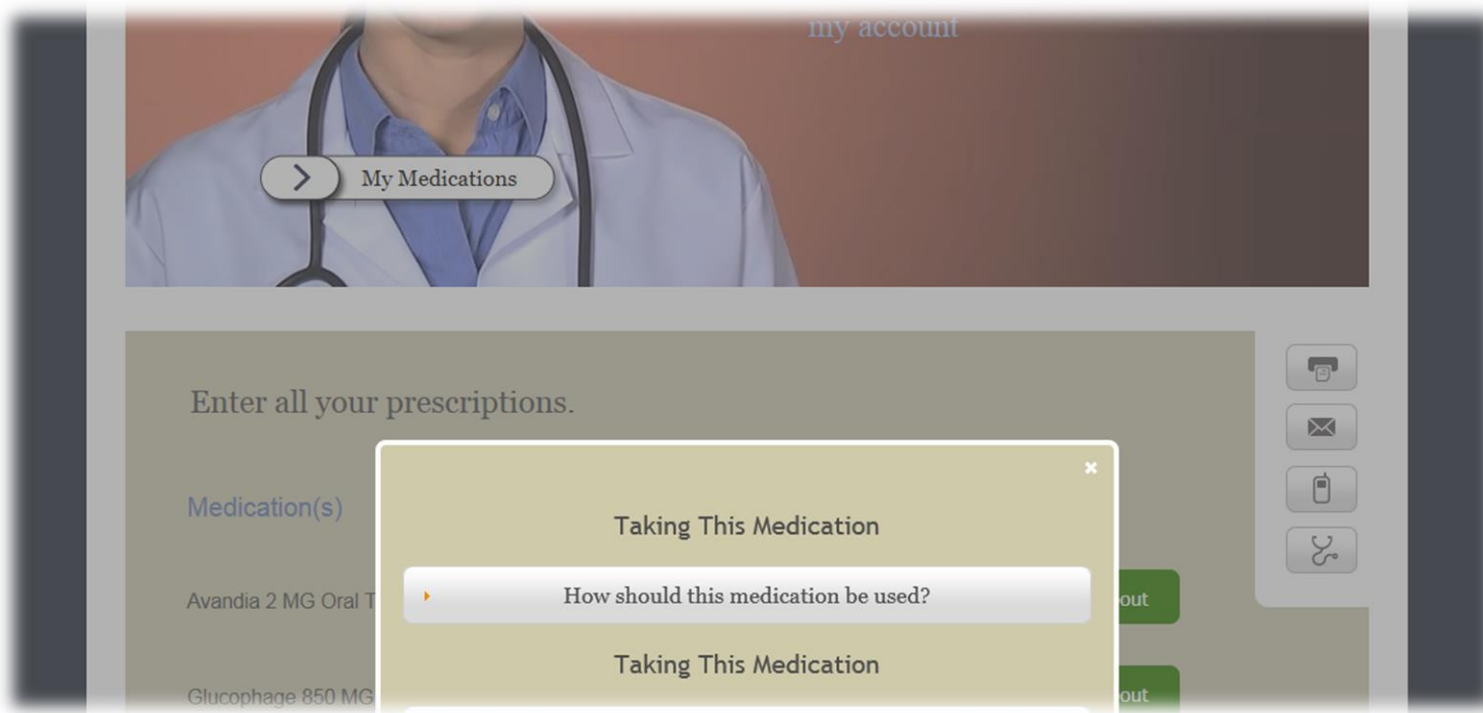 my account
My Medications
Enter all your prescriptions.
Medication(s)
Taking This Medication
Avandia 2 MG Oral T
How should this medication be used?
out
Taking This Medication
Glucophage 850 MG
out